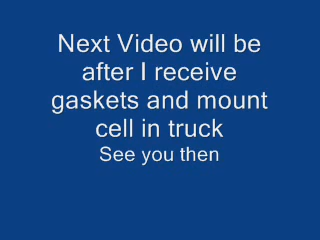 Next Video will be
after I receive
gaskets and mount
cell in truck
See you then